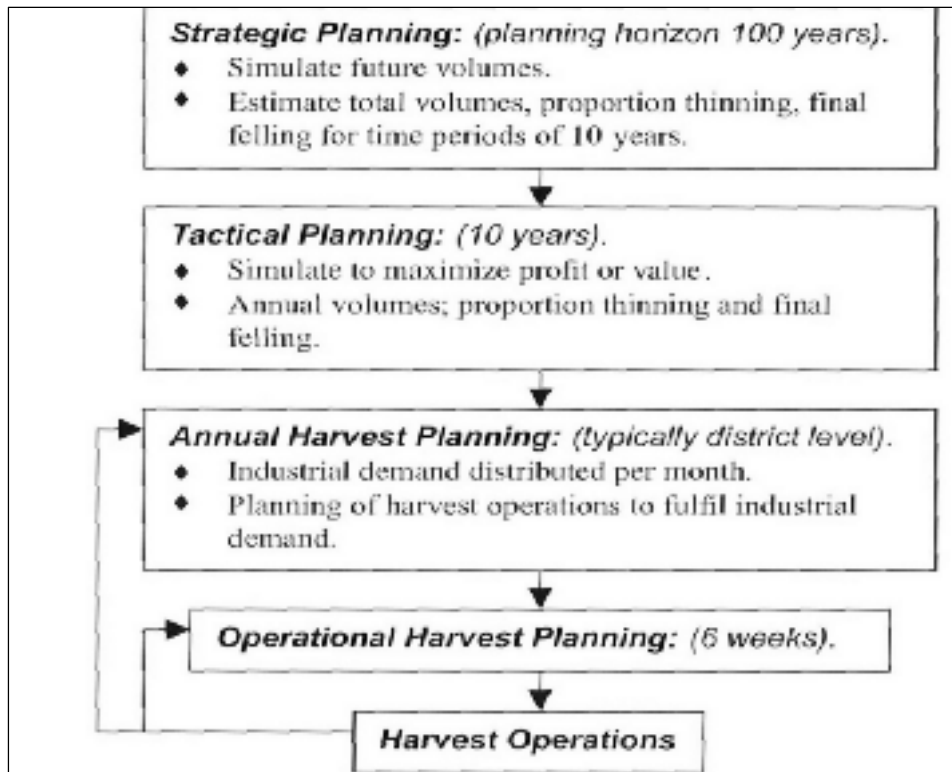 Strategic Planning: (planning horizon 100 years).
◆ Simulate future volumes.
◆ Estimate total volumes, proportion thinning, final
felling for time periods of 10 years.
Tactical Planning: (10 years).
◆ Simulate to maximize profit or value.
◆ Annual volumes; proportion thinning and final
felling.
Annual Harvest Planning: (typically district level).
◆ Industrial demand distributed per month.
◆ Planning of harvest operations to fulfil industrial
demand.
Operational Harvest Planning: (6 weeks).
Harvest Operations